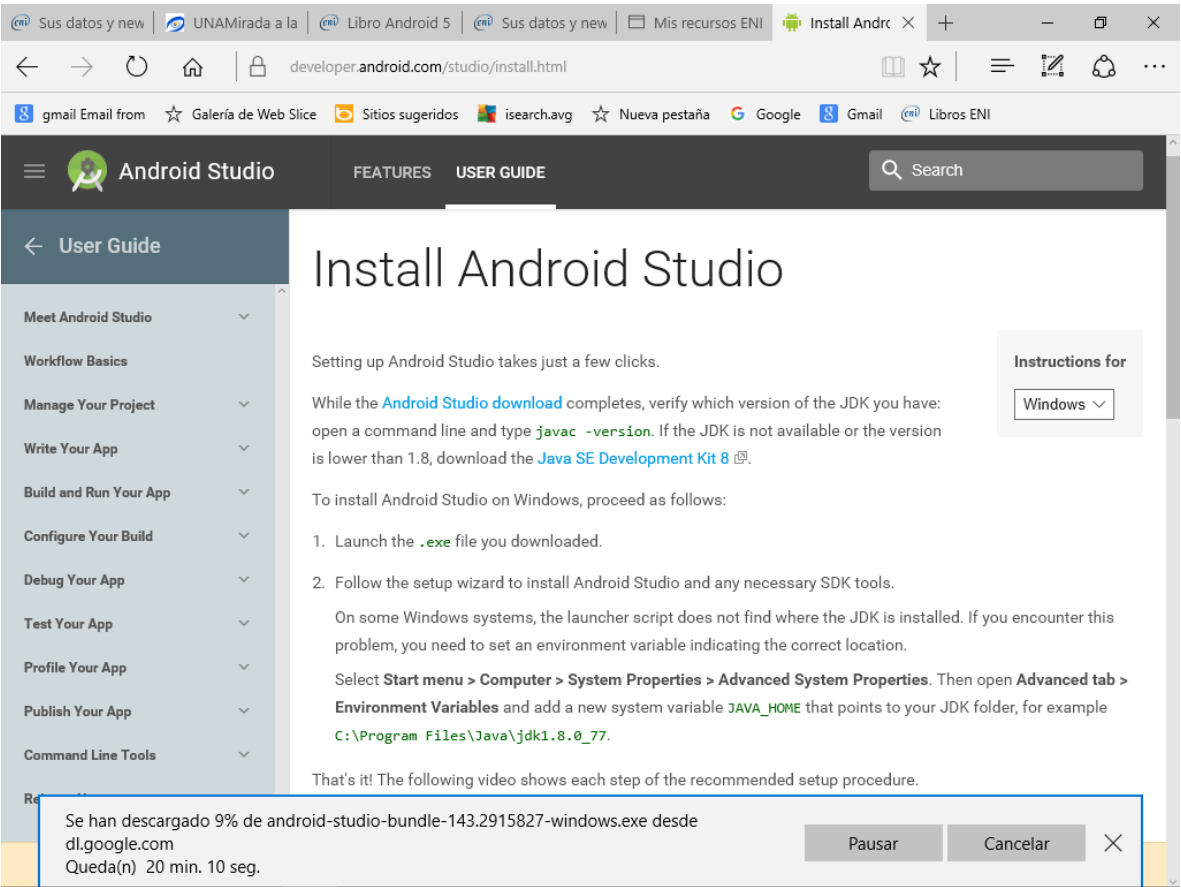 Sus datos y new
UNAMirada a la
Libro Android 5
Sus datos y new
Mis recursos ENI
Install Andrc
developer.android.com/studio/install.html
gmail Email from
Galería de Web Slice
Sitios sugeridos
isearch.avg
Nueva pestaña
Google
Gmail
Libros ENI
Android Studio
FEATURES
USER GUIDE
Search
User Guide
Meet Android Studio
Workflow Basics
Manage Your Project
Write Your App
Build and Run Your App
Configure Your Build
Debug Your App
Test Your App
Profile Your App
Publish Your App
Command Line Tools
Install Android Studio
Instructions for
Windows
Setting up Android Studio takes just a few clicks.
While the Android Studio download completes, verify which version of the JDK you have:
open a command line and type javac -version. If the JDK is not available or the version
is lower than 1.8, download the Java SE Development Kit 8.
To install Android Studio on Windows, proceed as follows:
1. Launch the .exe file you downloaded.
2. Follow the setup wizard to install Android Studio and any necessary SDK tools.
On some Windows systems, the launcher script does not find where the JDK is installed. If you encounter this
problem, you need to set an environment variable indicating the correct location.
Select Start menu > Computer > System Properties > Advanced System Properties. Then open Advanced tab >
Environment Variables and add a new system variable JAVA_HOME that points to your JDK folder, for example
C:\Program Files\Java\jdk1.8.0_77.
That's it! The following video shows each step of the recommended setup procedure.
Se han descargado 9% de android-studio-bundle-143.2915827-windows.exe desde
dl.google.com
Queda(n) 20 min. 10 seg.
Pausar
Cancelar